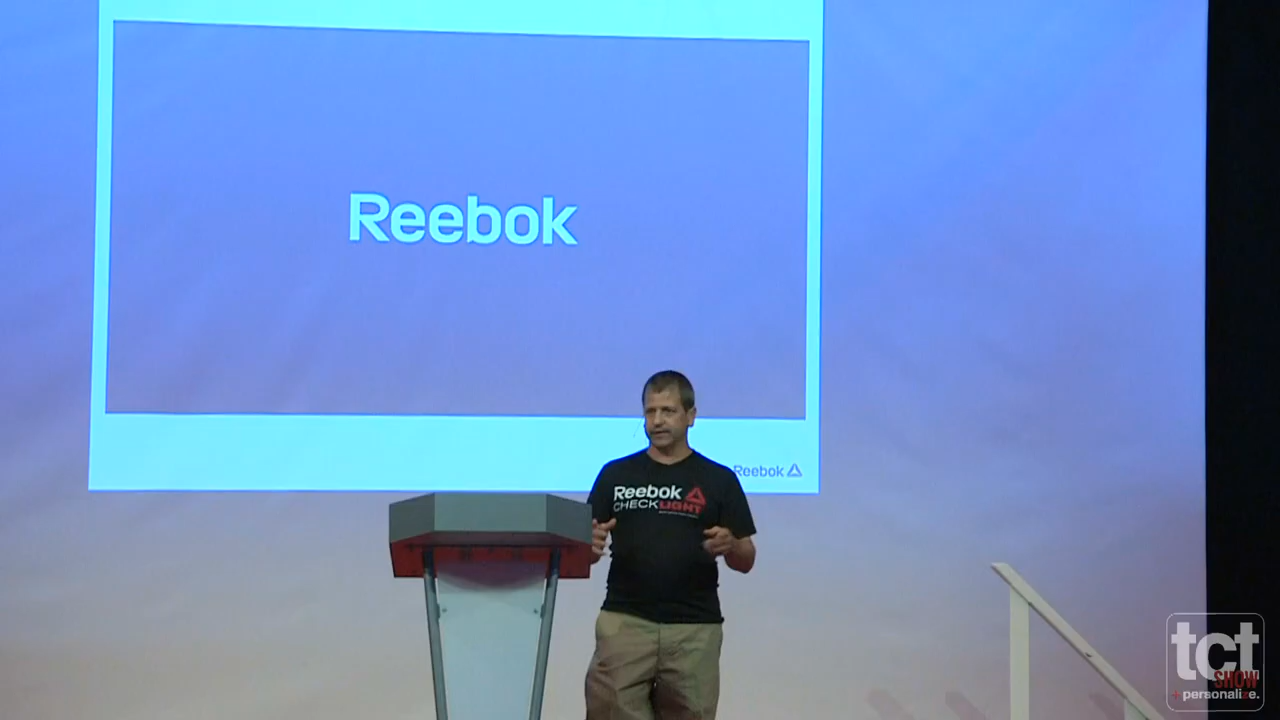 Reebok
Reebok
Reebok
CHECKLIGHT
tct
SHOW
+ personalize.